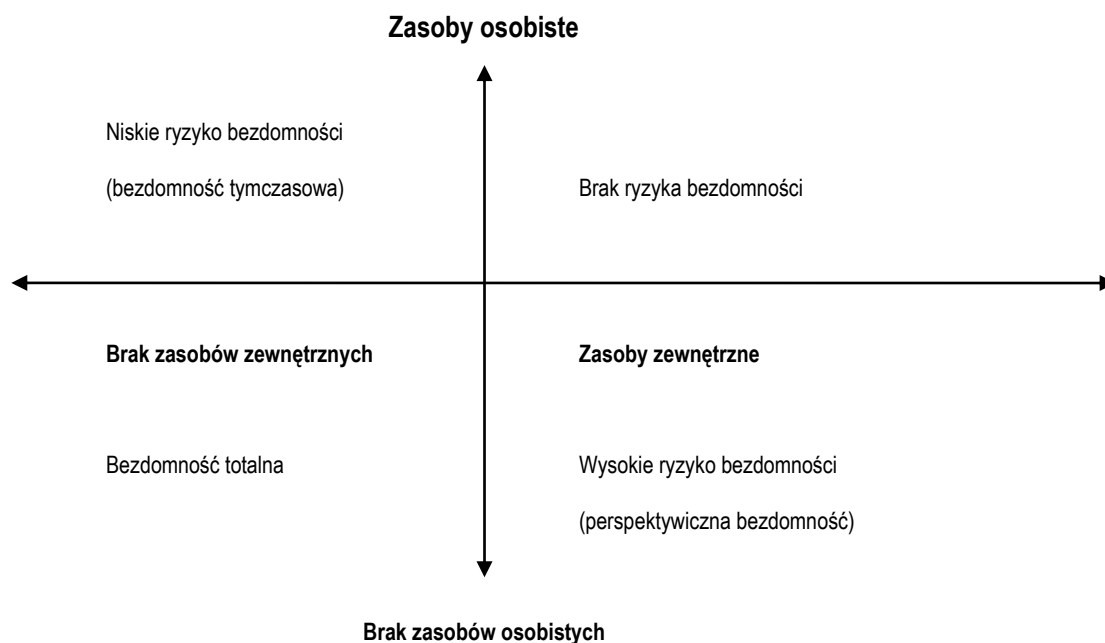 Zasoby osobiste
Niskie ryzyko bezdomności
(bezdomność tymczasowa)
Brak ryzyka bezdomności
Brak zasobów zewnętrznych
Zasoby zewnętrzne
Bezdomność totalna
Wysokie ryzyko bezdomności
(perspektywiczna bezdomność)
Brak zasobów osobistych